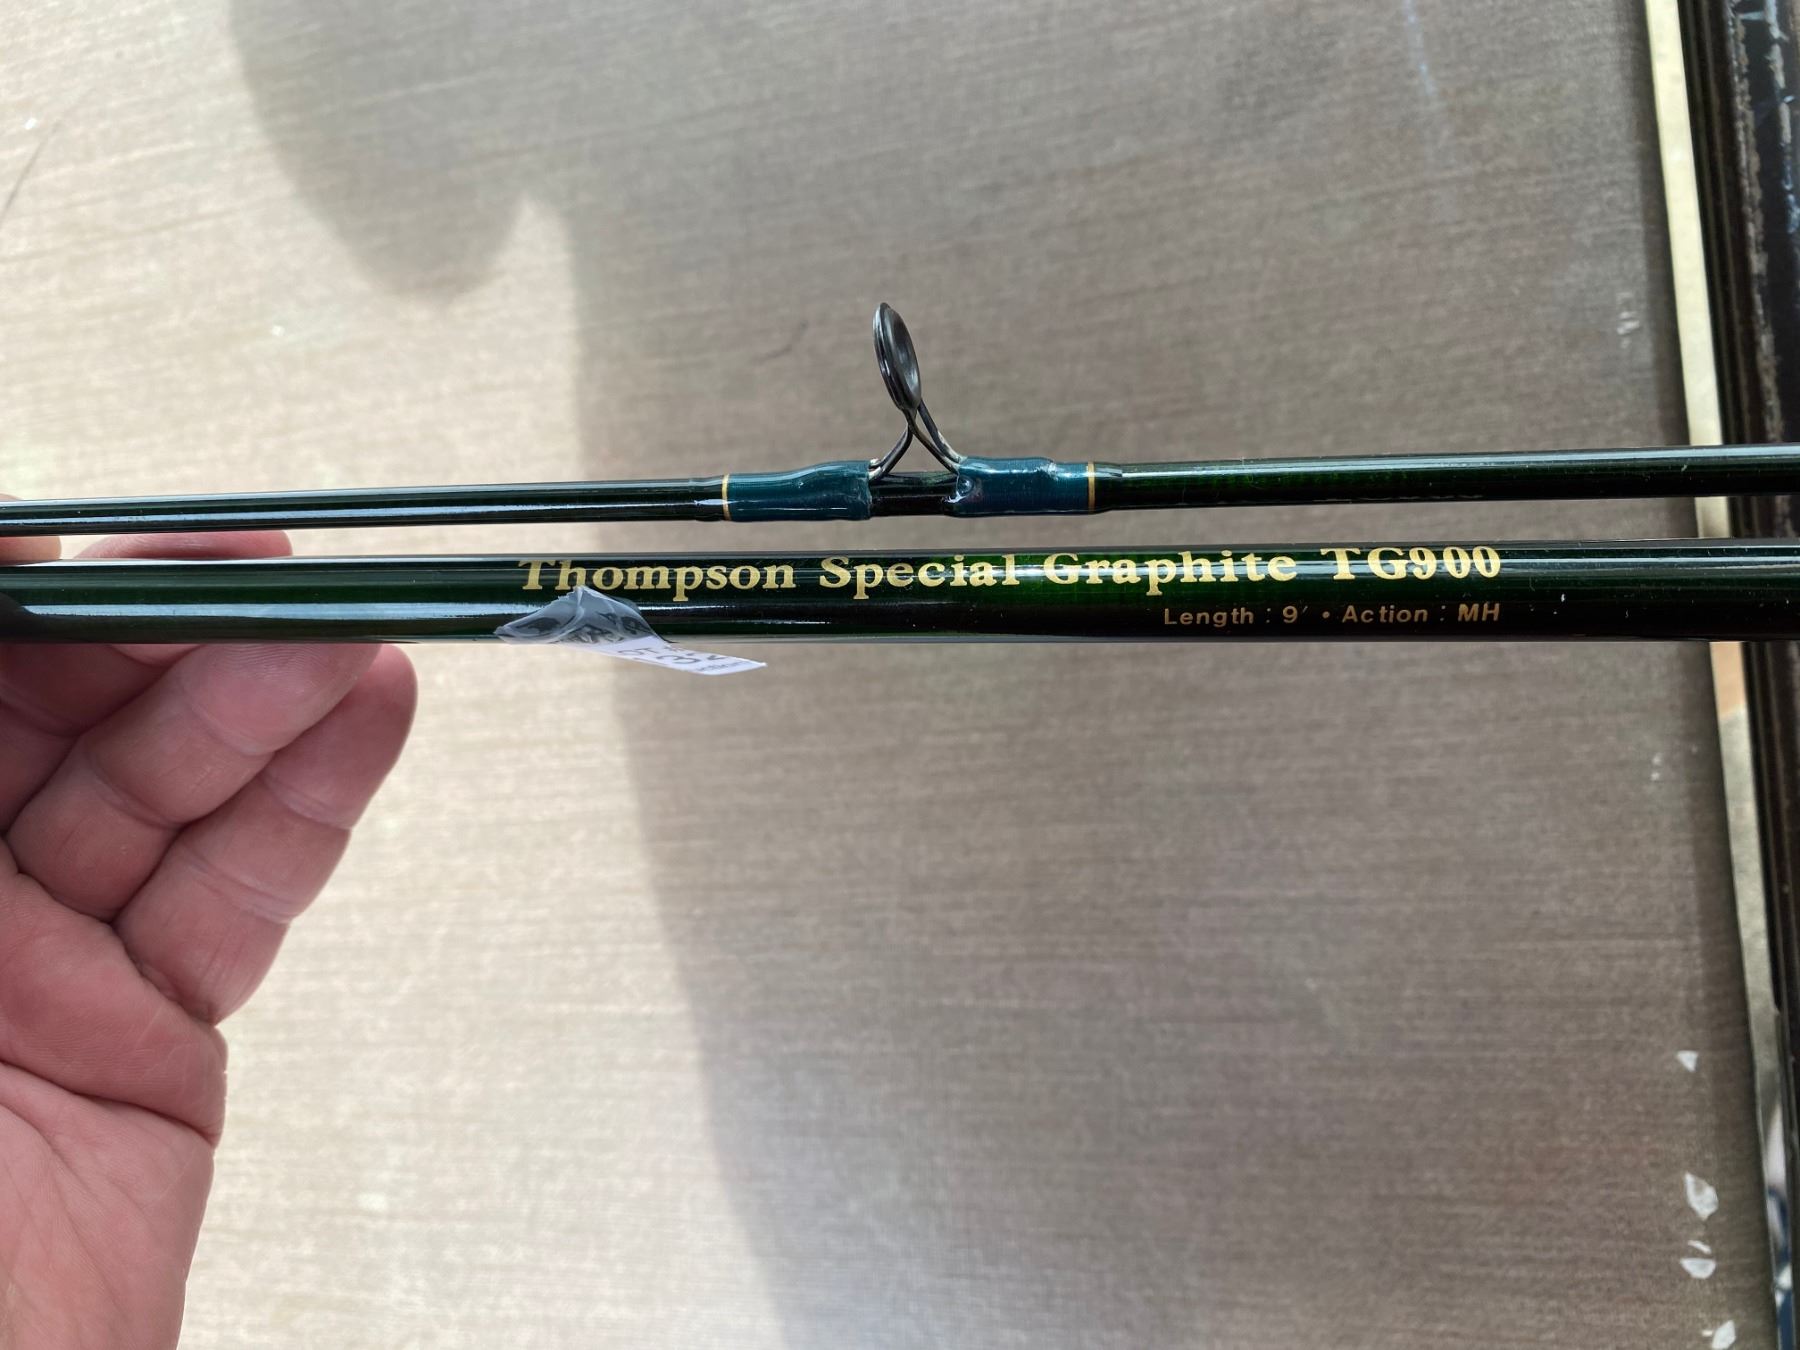 Thompson Special Graphite TG900
Length : 9' • Action : MH